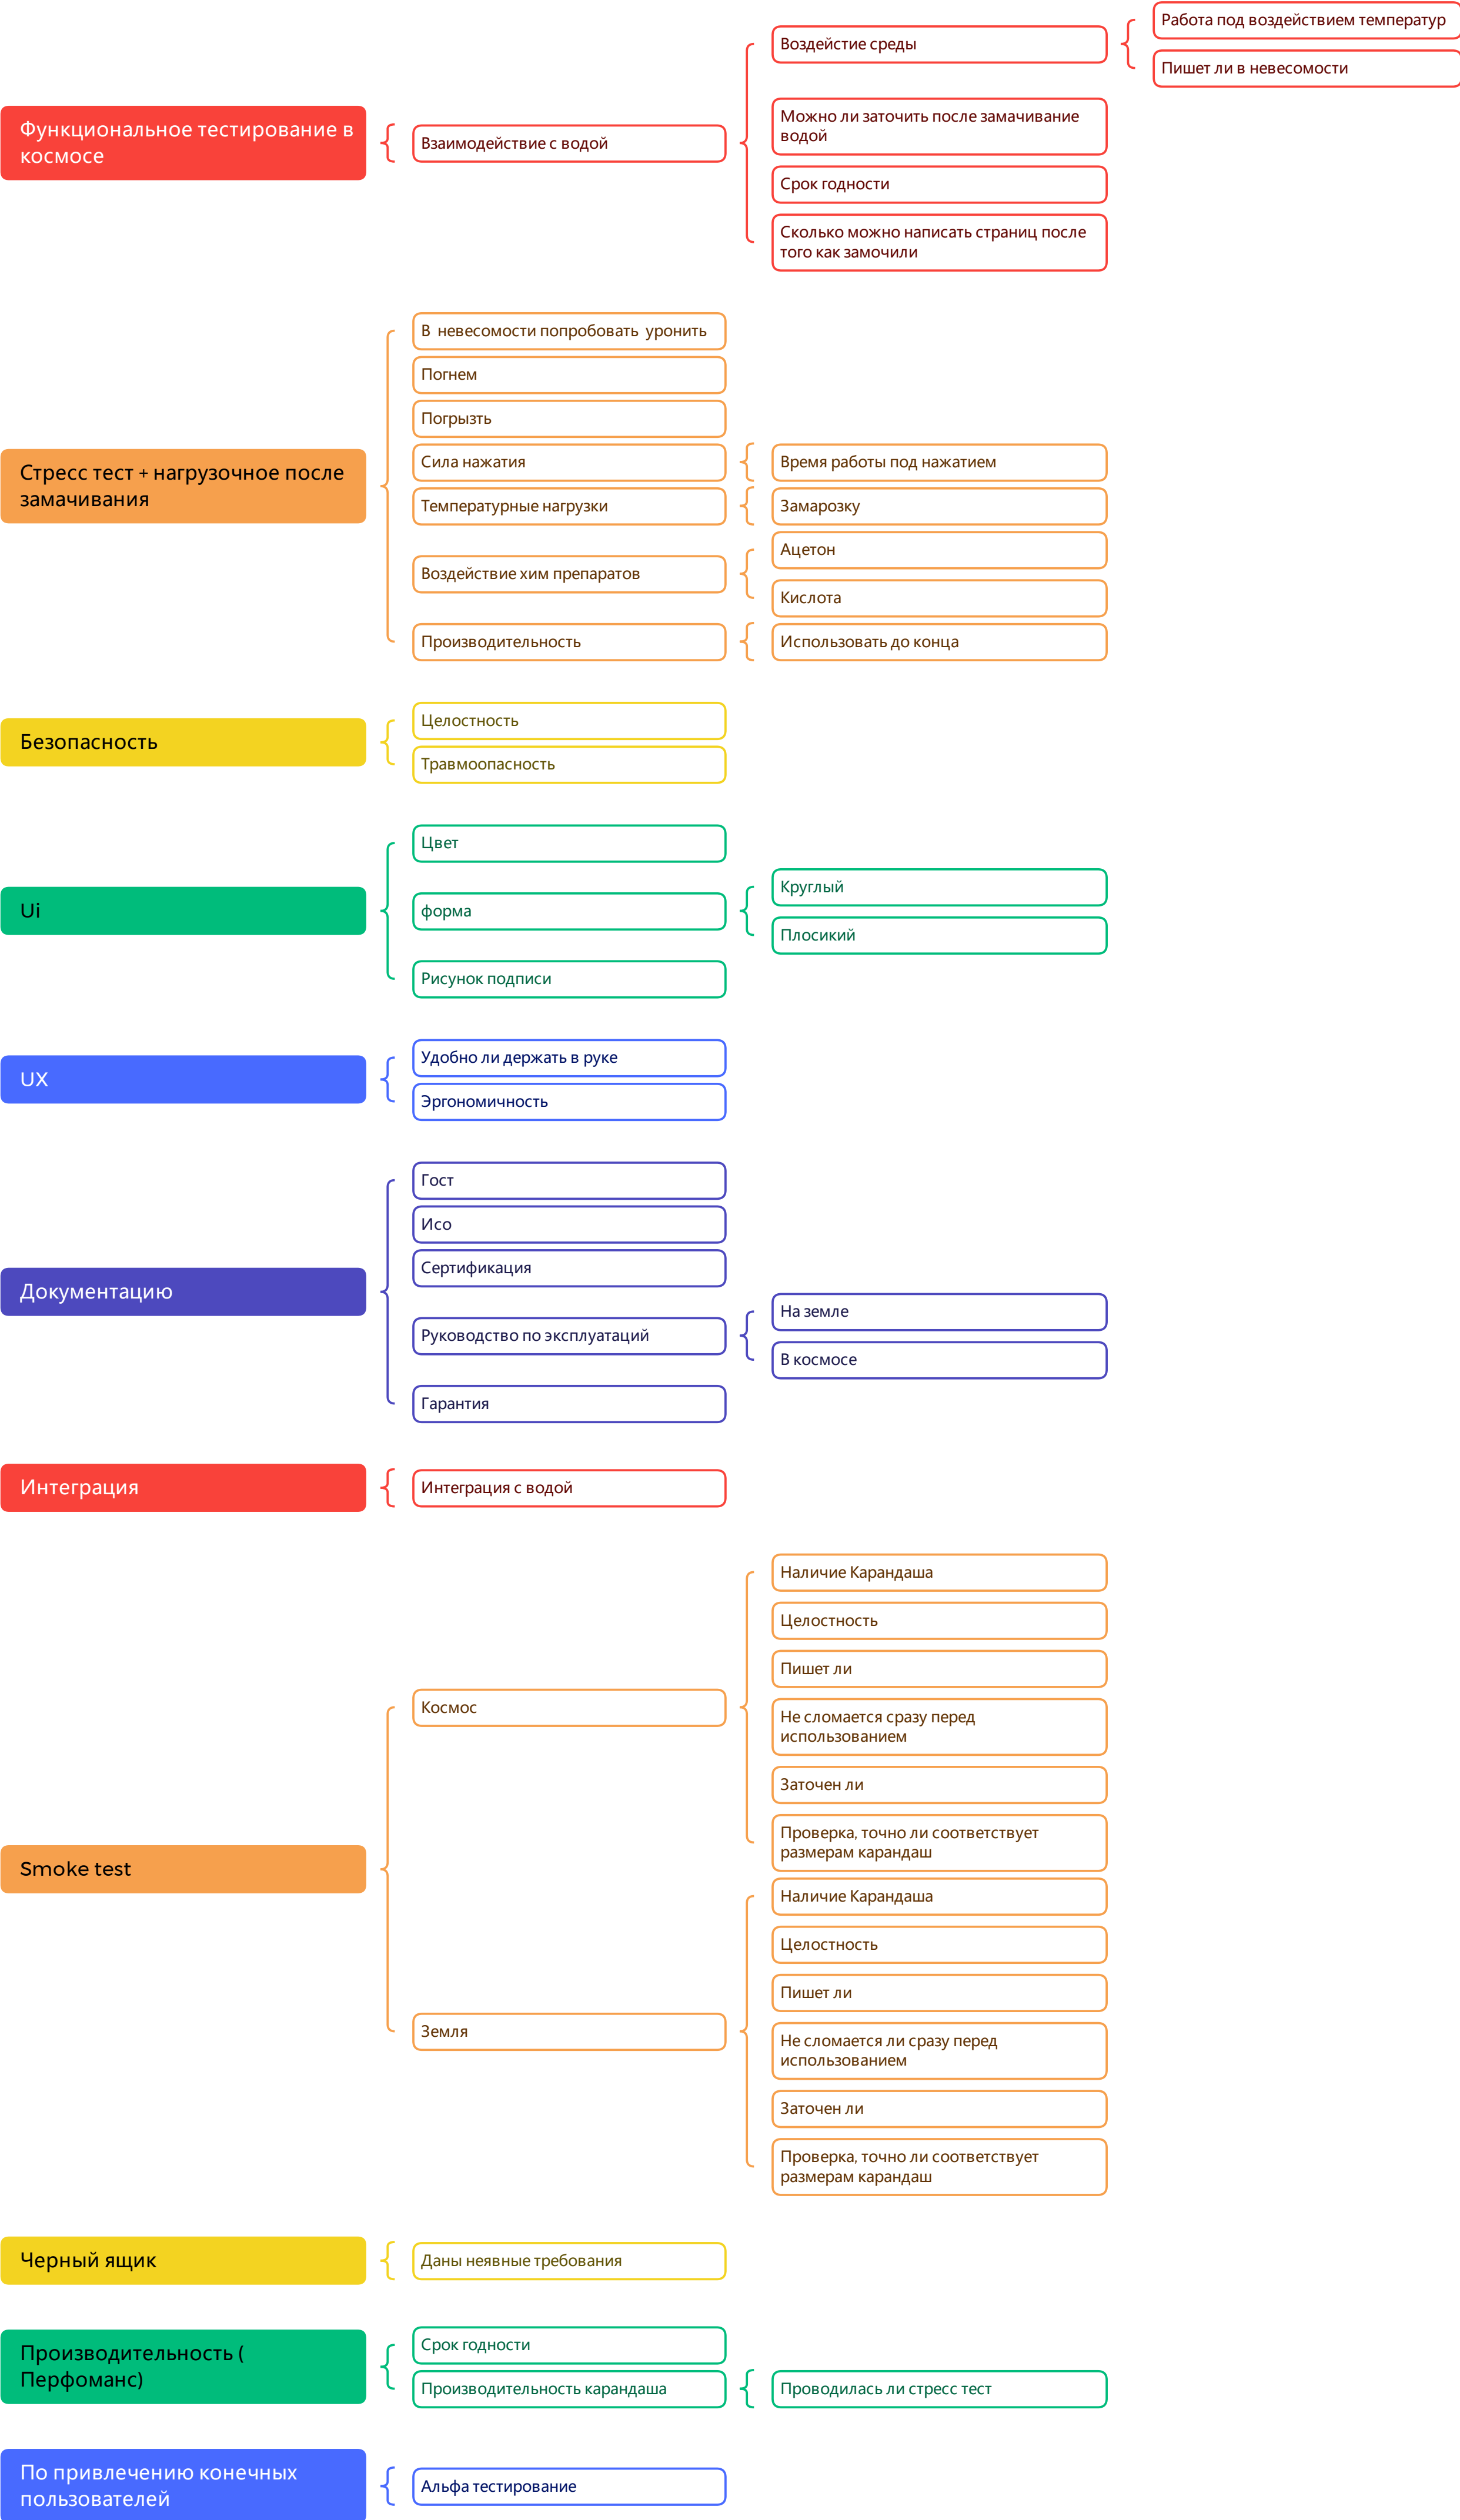 Функциональное тестирование в
космосе
Взаимодействие с водой
Воздейстие среды
Работа под воздействием температур
Пишет ли в невесомости
Можно ли заточить после замачивание
водой
Срок годности
Сколько можно написать страниц после
того как замочили
Стресс тест + нагрузочное после
замачивания
В невесомости попробовать уронить
Погнем
Погрызть
Сила нажатия
Время работы под нажатием
Температурные нагрузки
Замарозку
Воздействие хим препаратов
Ацетон
Кислота
Производительность
Использовать до конца
Безопасность
Целостность
Травмоопасность
Ui
Цвет
форма
Круглый
Плосикий
Рисунок подписи
UX
Удобно ли держать в руке
Эргономичность
Документацию
Гост
Исо
Сертификация
Руководство по эксплуатаций
На земле
В космосе
Гарантия
Интеграция
Интеграция с водой
Smoke test
Космос
Наличие Карандаша
Целостность
Пишет ли
Не сломается сразу перед
использованием
Заточен ли
Проверка, точно ли соответствует
размерам карандаш
Земля
Наличие Карандаша
Целостность
Пишет ли
Не сломается ли сразу перед
использованием
Заточен ли
Проверка, точно ли соответствует
размерам карандаш
Черный ящик
Даны неявные требования
Производительность (
Перфоманс)
Срок годности
Производительность карандаша
Проводилась ли стресс тест
По привлечению конечных
пользователей
Альфа тестирование